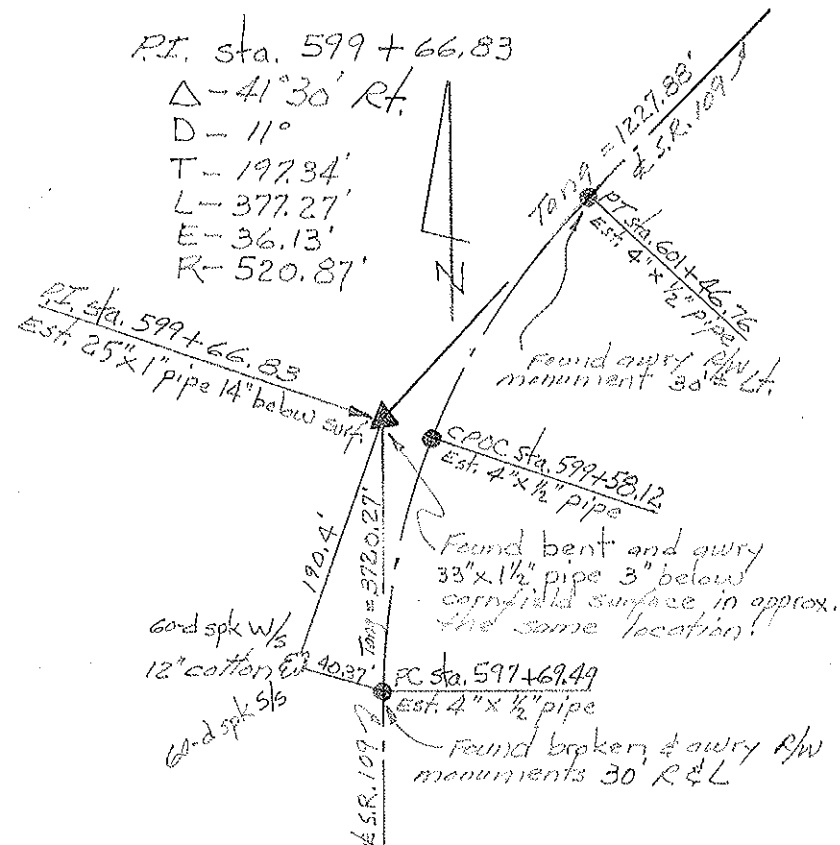 P.I. sta. 599 + 66.83
Δ - 41°30' Rt.
D - 11°
T - 197.34'
L - 377.27'
E - 36.13'
R - 520.87'
N
Tang = 1227.88'
℄ S.R. 109
PT sta. 601+46.76
Est. 4" x ½" pipe
Found awry R/W
monument 30' ± Lt.
P.I. sta. 599+66.83
Est. 25" x 1" pipe 14" below surf.
CPOC sta. 599+58.12
Est. 4" x ½" pipe
Found bent and awry
33" x 1½" pipe 3" below
cornfield surface in approx.
the same location.
190.4'
Tang = 3720.27'
60-d spk w/s
12" cotton
40.37'
60-d spk s/s
PC sta. 597+69.49
Est. 4" x ½" pipe
Found broken & awry R/W
monuments 30' R & L
℄ S.R. 109